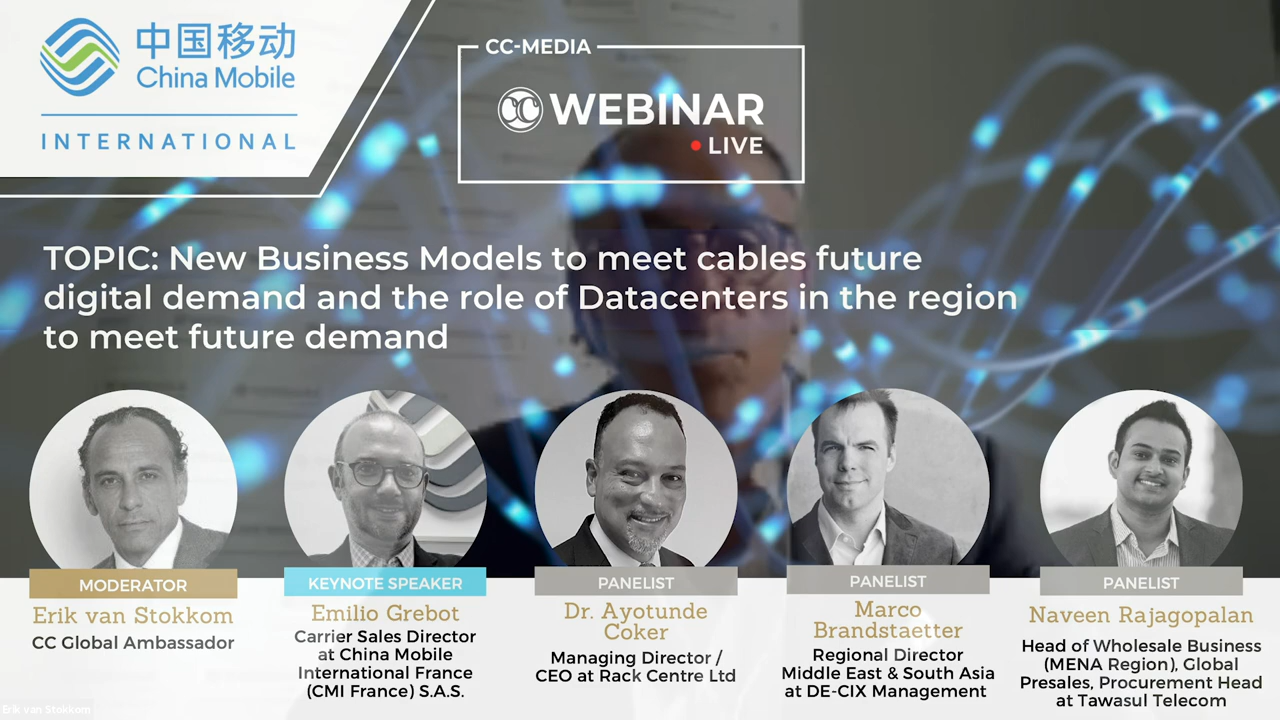 中国移动
China Mobile
INTERNATIONAL
CC-MEDIA
CC WEBINAR
LIVE
TOPIC: New Business Models to meet cables future
digital demand and the role of Datacenters in the region
to meet future demand
MODERATOR
Erik van Stokkom
CC Global Ambassador
KEYNOTE SPEAKER
Emilio Grebot
Carrier Sales Director
at China Mobile
International France
(CMI France) S.A.S.
PANELIST
Dr. Ayotunde
Coker
Managing Director /
CEO at Rack Centre Ltd
PANELIST
Marco
Brandstaetter
Regional Director
Middle East & South Asia
at DE-CIX Management
PANELIST
Naveen Rajagopalan
Head of Wholesale Business
(MENA Region), Global
Presales, Procurement Head
at Tawasul Telecom
Erik van Stokkom